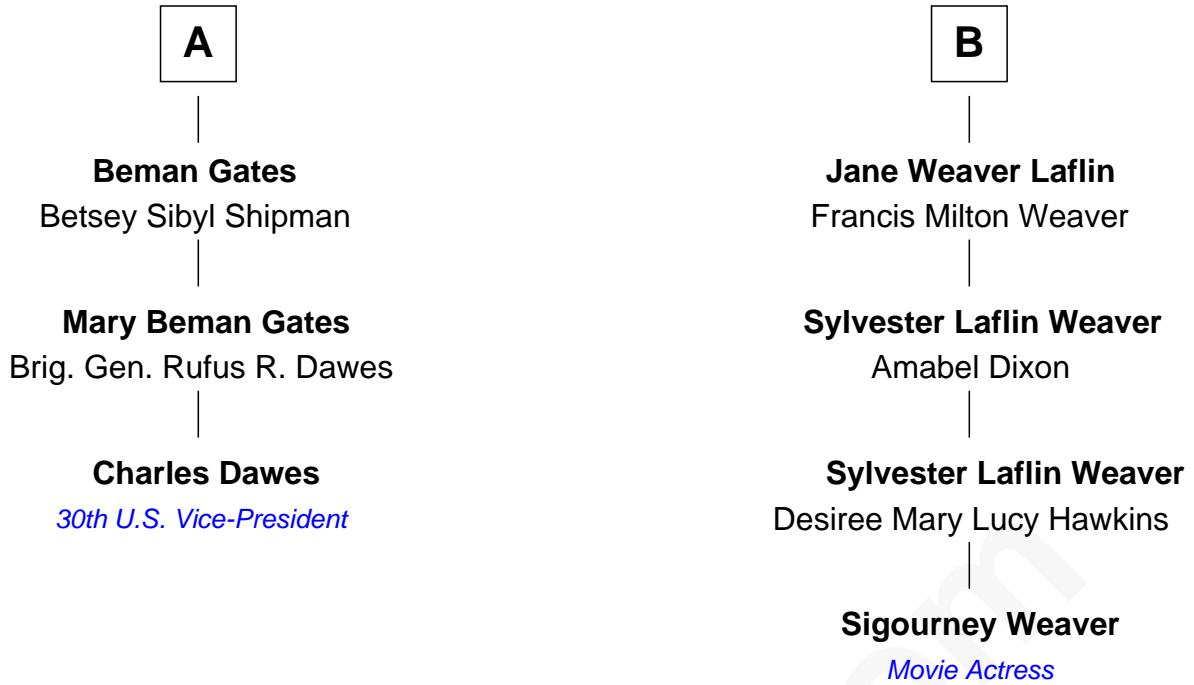 A
Beman Gates
Betsey Sibyl Shipman
Mary Beman Gates
Brig. Gen. Rufus R. Dawes
Charles Dawes
30th U.S. Vice-President
B
Jane Weaver Laflin
Francis Milton Weaver
Sylvester Laflin Weaver
Amabel Dixon
Sylvester Laflin Weaver
Desiree Mary Lucy Hawkins
Sigourney Weaver
Movie Actress